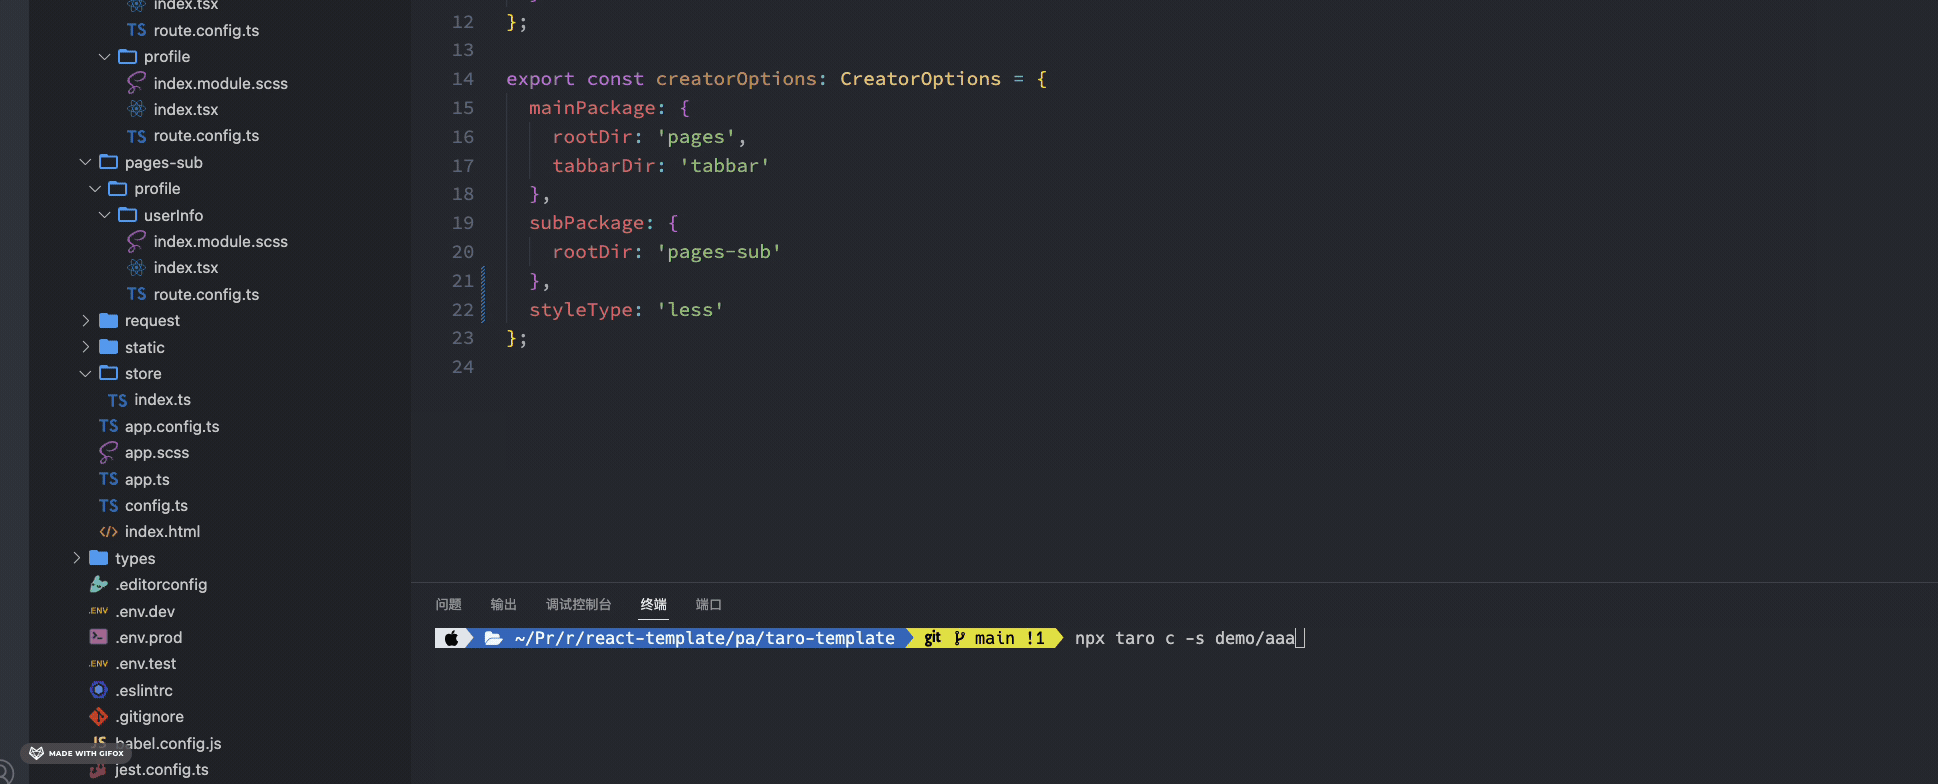 index.tsx
route.config.ts
profile
index.module.scss
index.tsx
TS route.config.ts
pages-sub
profile
userInfo
index.module.scss
index.tsx
TS route.config.ts
request
static
store
TS index.ts
TS app.config.ts
app.scss
TS app.ts
TS config.ts
</> index.html
types
.editorconfig
.ENV .env.dev
.env.prod
.ENV .env.test
.eslintrc
.gitignore
JS babel.config.js
jest.config.ts
MADE WITH GIFOX
12 };
13
14 export const creatorOptions: CreatorOptions = {
15 mainPackage: {
16 rootDir: 'pages',
17 tabbarDir: 'tabbar'
18 },
19 subPackage: {
20 rootDir: 'pages-sub'
21 },
22 styleType: 'less'
23 };
24
问题 输出 调试控制台 终端 端口
~/Pr/r/react-template/pa/taro-template git main !1 npx taro c -s demo/aaa